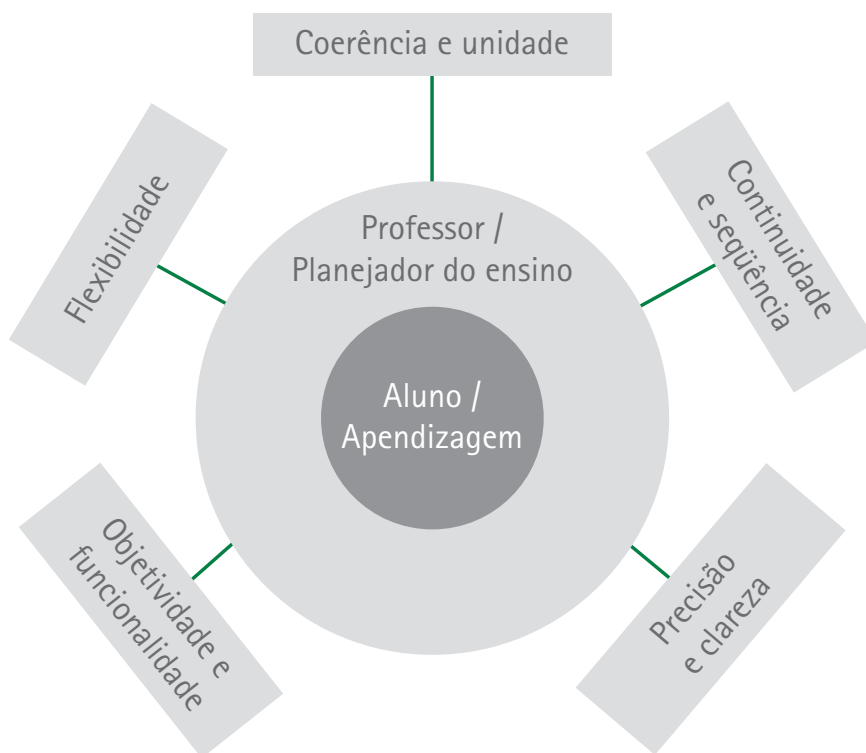 Coerência e unidade
Flexibilidade
Continuidade
e seqüência
Professor /
Planejador do ensino
Aluno /
Apendizagem
Objetividade e
funcionalidade
Precisão
e clareza